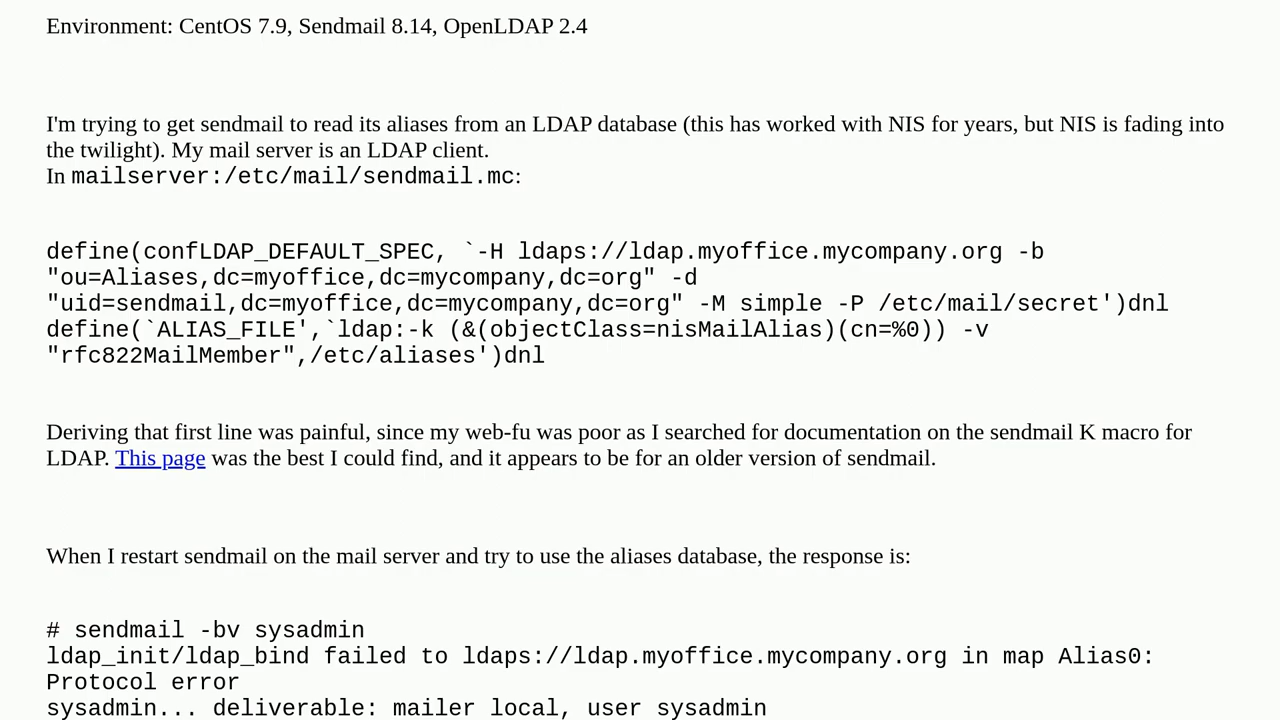 Environment: CentOS 7.9, Sendmail 8.14, OpenLDAP 2.4
I'm trying to get sendmail to read its aliases from an LDAP database (this has worked with NIS for years, but NIS is fading into
the twilight). My mail server is an LDAP client.
In mailserver:/etc/mail/sendmail.mc:
define(confLDAP_DEFAULT_SPEC, `-H ldaps://ldap.myoffice.mycompany.org -b
"ou=Aliases,dc=myoffice,dc=mycompany,dc=org" -d
"uid=sendmail,dc=myoffice,dc=mycompany,dc=org" -M simple -P /etc/mail/secret')dnl
define(`ALIAS_FILE',`ldap:-k (&(objectClass=nisMailAlias)(cn=%0)) -v
"rfc822MailMember",/etc/aliases')dnl
Deriving that first line was painful, since my web-fu was poor as I searched for documentation on the sendmail K macro for
LDAP. This page was the best I could find, and it appears to be for an older version of sendmail.
When I restart sendmail on the mail server and try to use the aliases database, the response is:
# sendmail -bv sysadmin
ldap_init/ldap_bind failed to ldaps://ldap.myoffice.mycompany.org in map Alias0:
Protocol error
sysadmin... deliverable: mailer local, user sysadmin